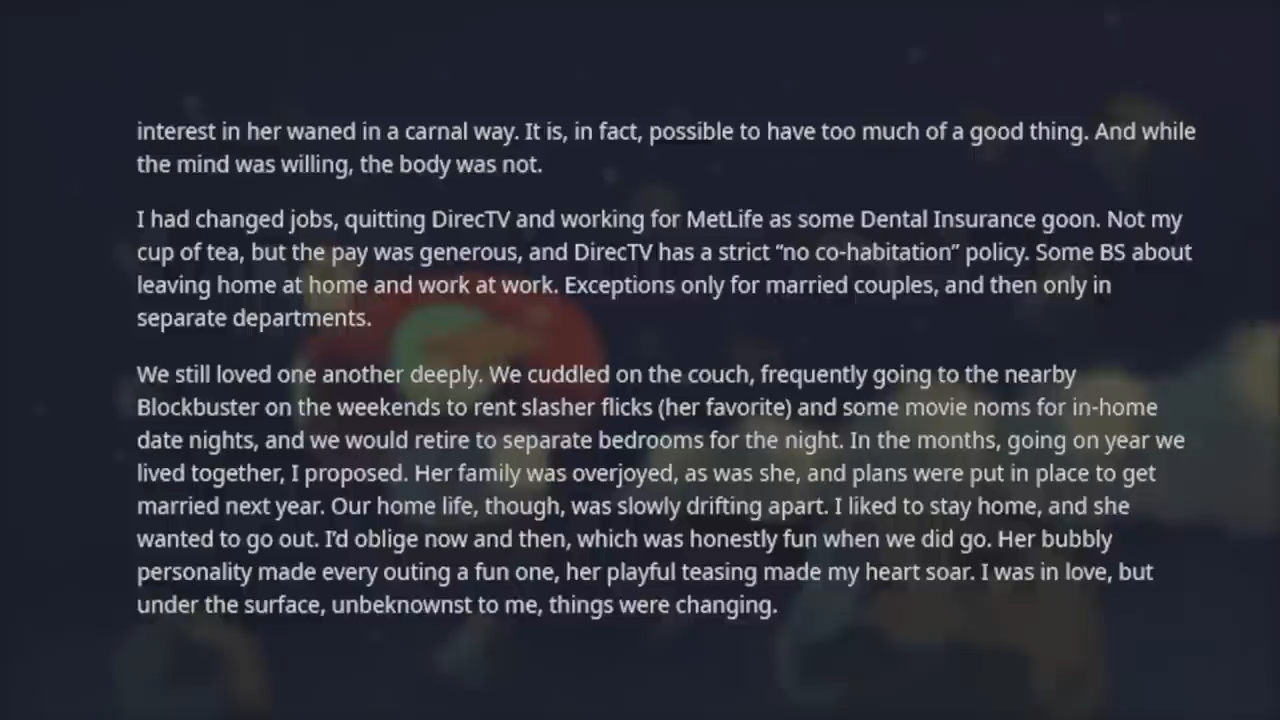 interest in her waned in a carnal way. It is, in fact, possible to have too much of a good thing. And while
the mind was willing, the body was not.
I had changed jobs, quitting DirecTV and working for MetLife as some Dental Insurance goon. Not my
cup of tea, but the pay was generous, and DirecTV has a strict “no co-habitation” policy. Some BS about
leaving home at home and work at work. Exceptions only for married couples, and then only in
separate departments.
We still loved one another deeply. We cuddled on the couch, frequently going to the nearby
Blockbuster on the weekends to rent slasher flicks (her favorite) and some movie noms for in-home
date nights, and we would retire to separate bedrooms for the night. In the months, going on year we
lived together, I proposed. Her family was overjoyed, as was she, and plans were put in place to get
married next year. Our home life, though, was slowly drifting apart. I liked to stay home, and she
wanted to go out. I’d oblige now and then, which was honestly fun when we did go. Her bubbly
personality made every outing a fun one, her playful teasing made my heart soar. I was in love, but
under the surface, unbeknownst to me, things were changing.